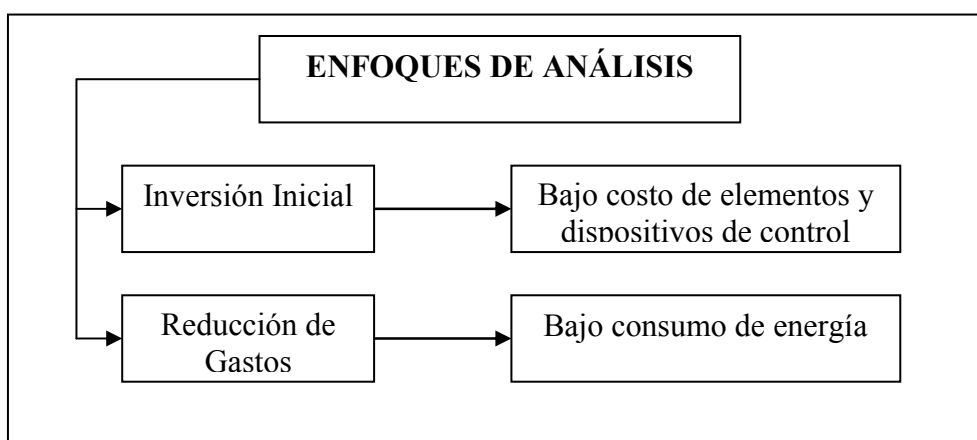 ENFOQUES DE ANÁLISIS
Inversión Inicial
Bajo costo de elementos y
dispositivos de control
Reducción de
Gastos
Bajo consumo de energía